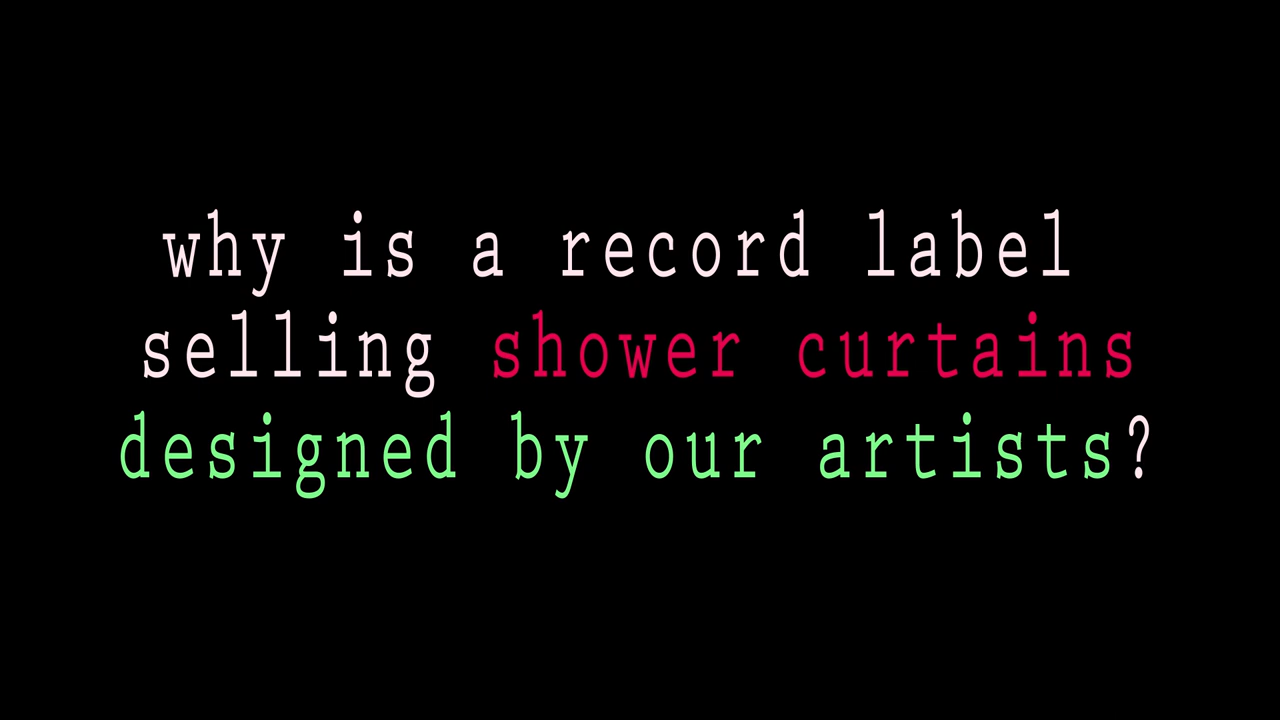 why is a record label
selling shower curtains
designed by our artists?